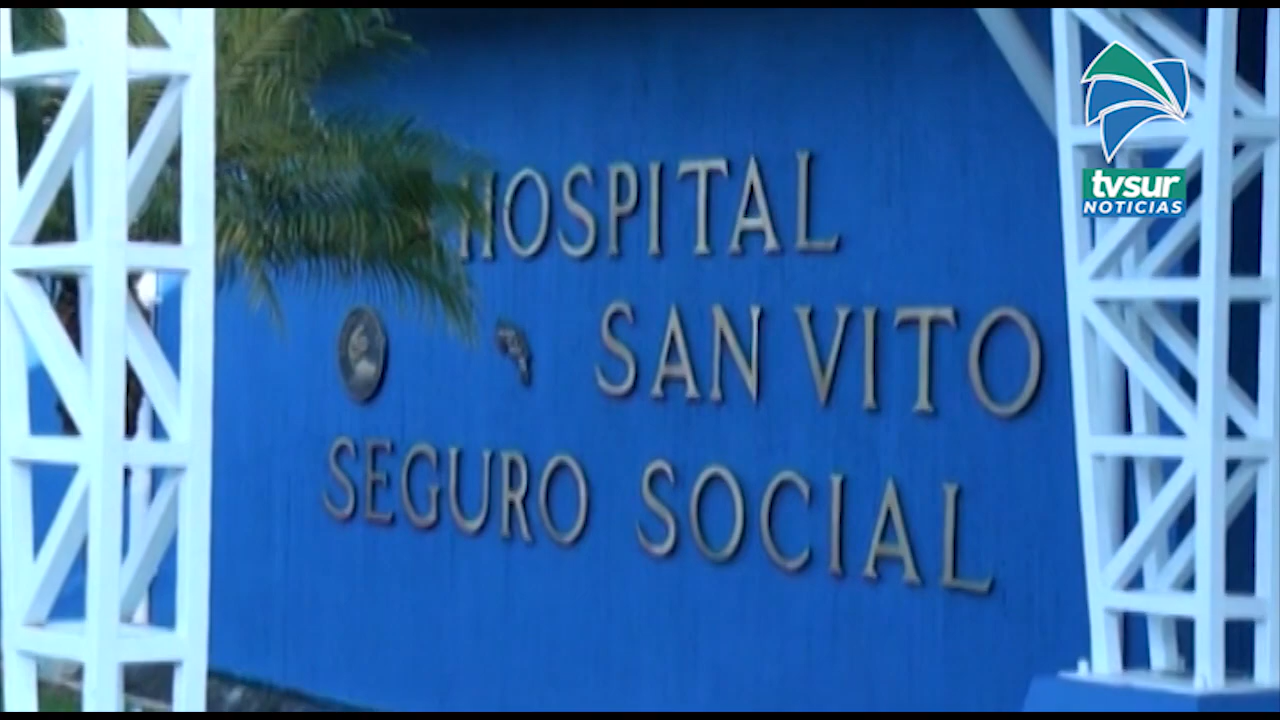 HOSPITAL
SAN VITO
SEGURO SOCIAL
tvsur
NOTICIAS